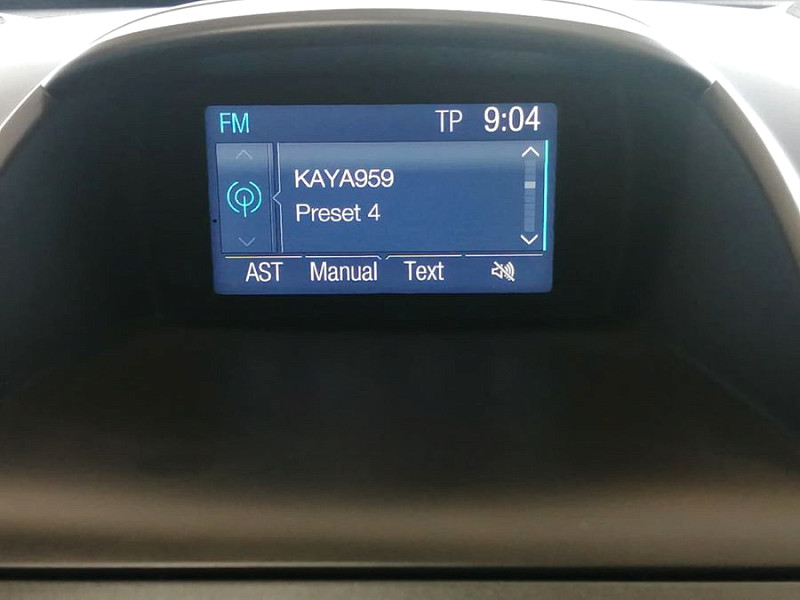 FM TP 9:04
KAYA959
Preset 4
AST Manual Text